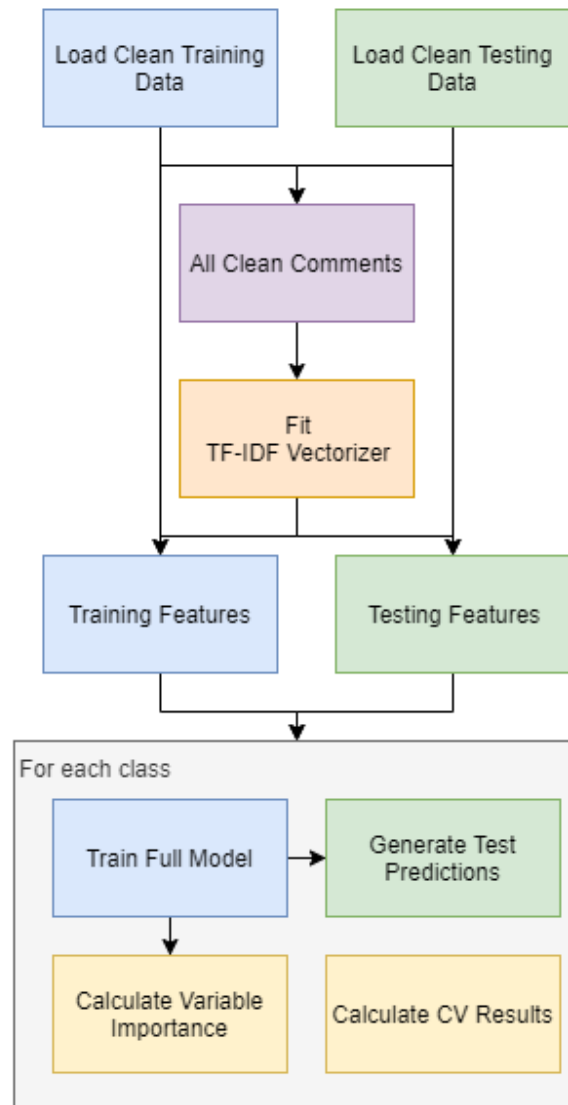 Load Clean Training
Data
Load Clean Testing
Data
All Clean Comments
Fit
TF-IDF Vectorizer
Training Features
Testing Features
For each class
Train Full Model
Generate Test
Predictions
Calculate Variable
Importance
Calculate CV Results